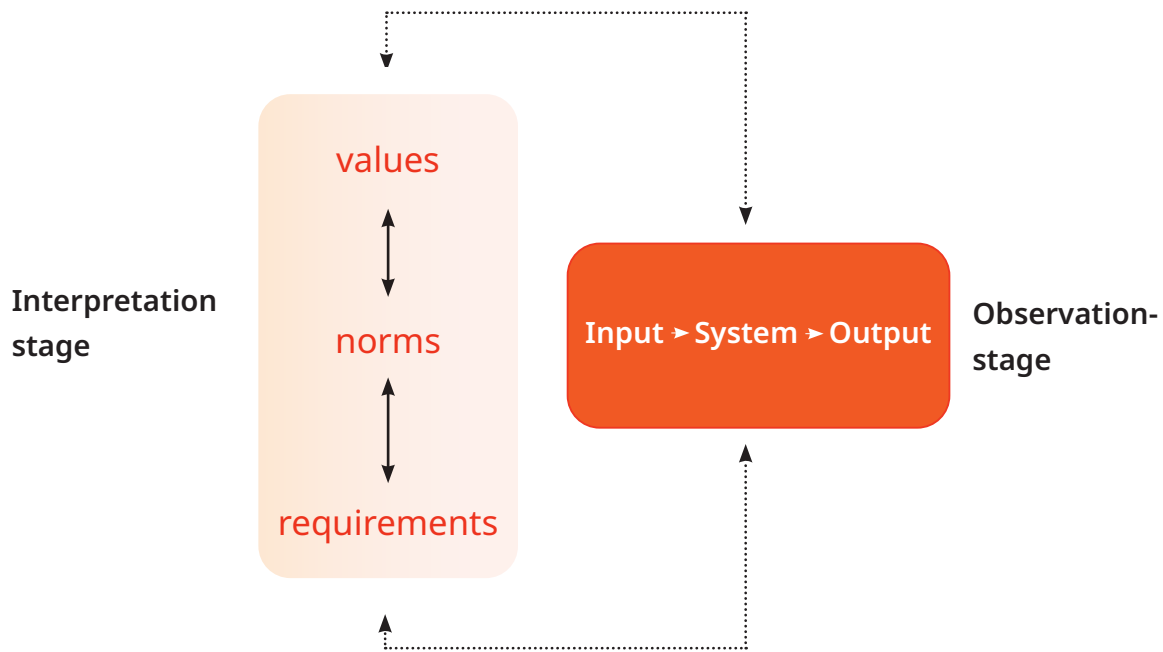 values
Interpretation
stage
norms
requirements
Input System Output
Observation-
stage